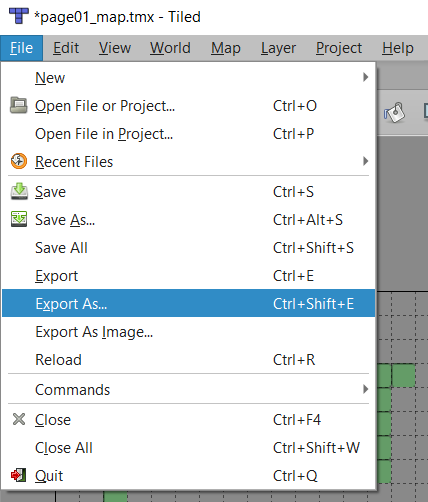 *page01_map.tmx - Tiled
File Edit View World Map Layer Project Help
New
Open File or Project... Ctrl+O
Open File in Project... Ctrl+P
Recent Files
Save Ctrl+S
Save As... Ctrl+Alt+S
Save All Ctrl+Shift+S
Export Ctrl+E
Export As... Ctrl+Shift+E
Export As Image...
Reload Ctrl+R
Commands
Close Ctrl+F4
Close All Ctrl+Shift+W
Quit Ctrl+Q